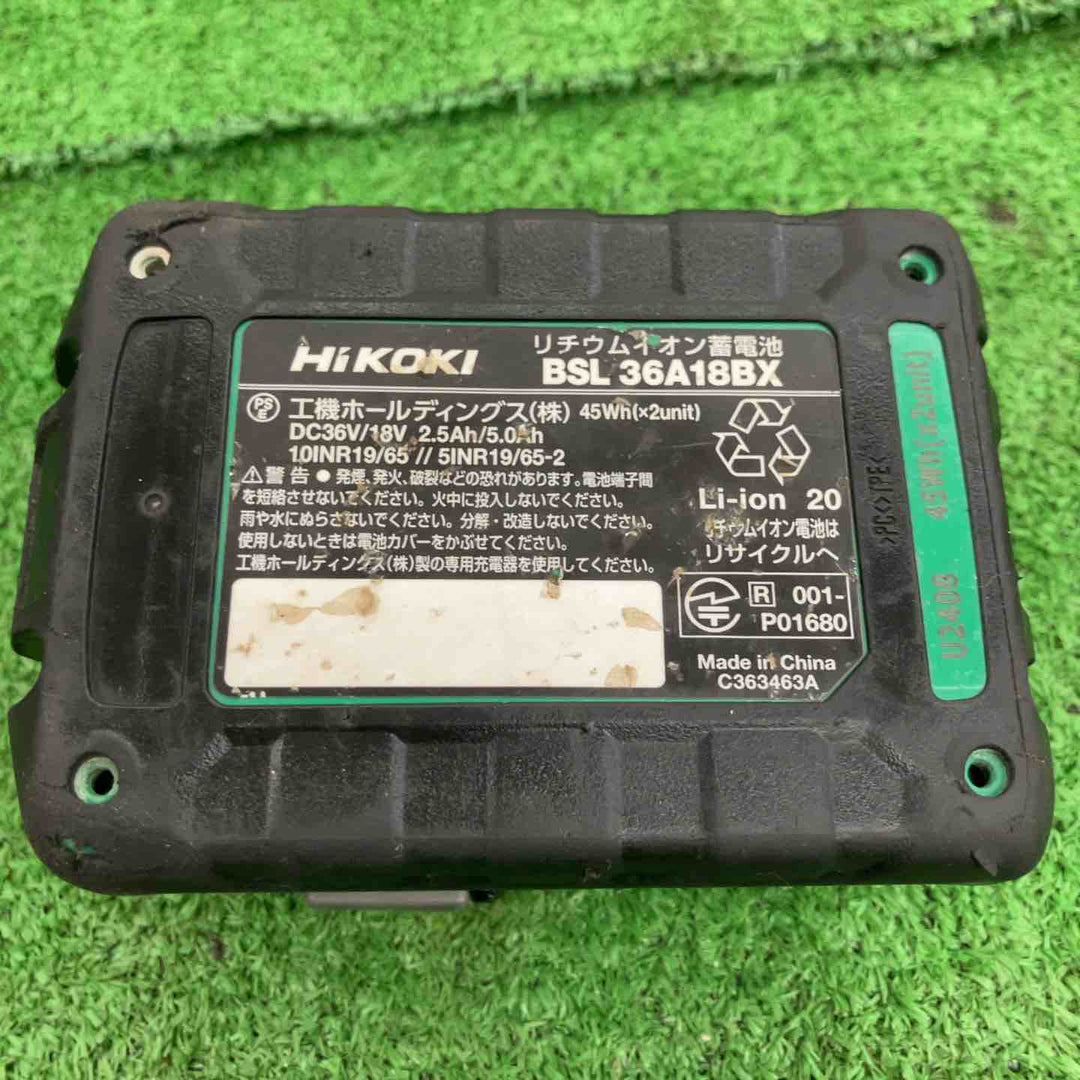 HiKOKI
リチウムイオン蓄電池
BSL 36A18BX
PSE 工機ホールディングス(株) 45Wh(×2unit)
DC36V/18V 2.5Ah/5.0Ah
10INR19/65 // 5INR19/65-2
⚠警告 ● 発煙、発火、破裂などの恐れがあります。電池端子間
を短絡させないでください。火中に投入しないでください。
雨や水にぬらさないでください。分解・改造しないでください。
使用しないときは電池カバーをかぶせてください。
工機ホールディングス(株)製の専用充電器を使用してください。
Li-ion 20
リチウムイオン電池は
リサイクルへ
R 001-
P01680
Made in China
C363463A
>PC<>TPE<
U2408 45Wh(x2unit)